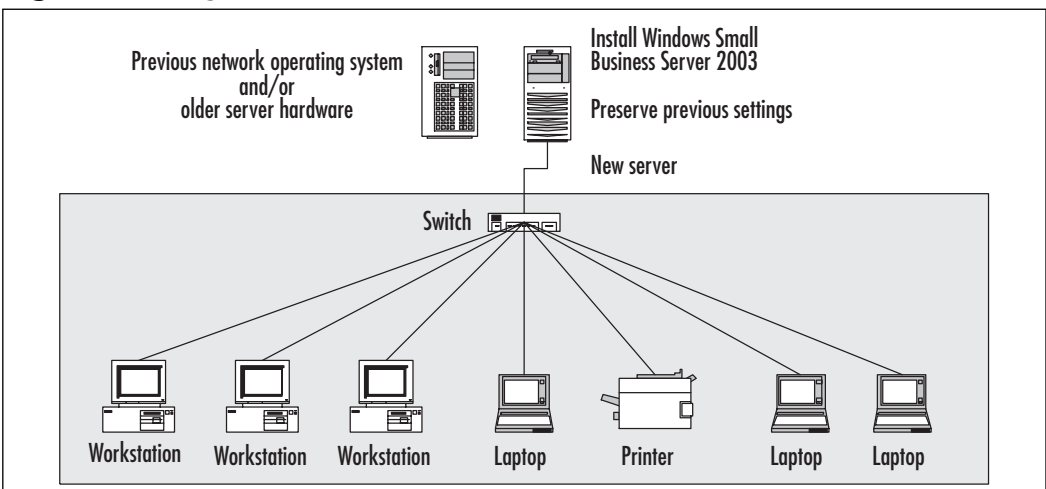 Previous network operating system
and/or
older server hardware
Install Windows Small
Business Server 2003
Preserve previous settings
New server
Switch
Workstation
Workstation
Workstation
Laptop
Printer
Laptop
Laptop